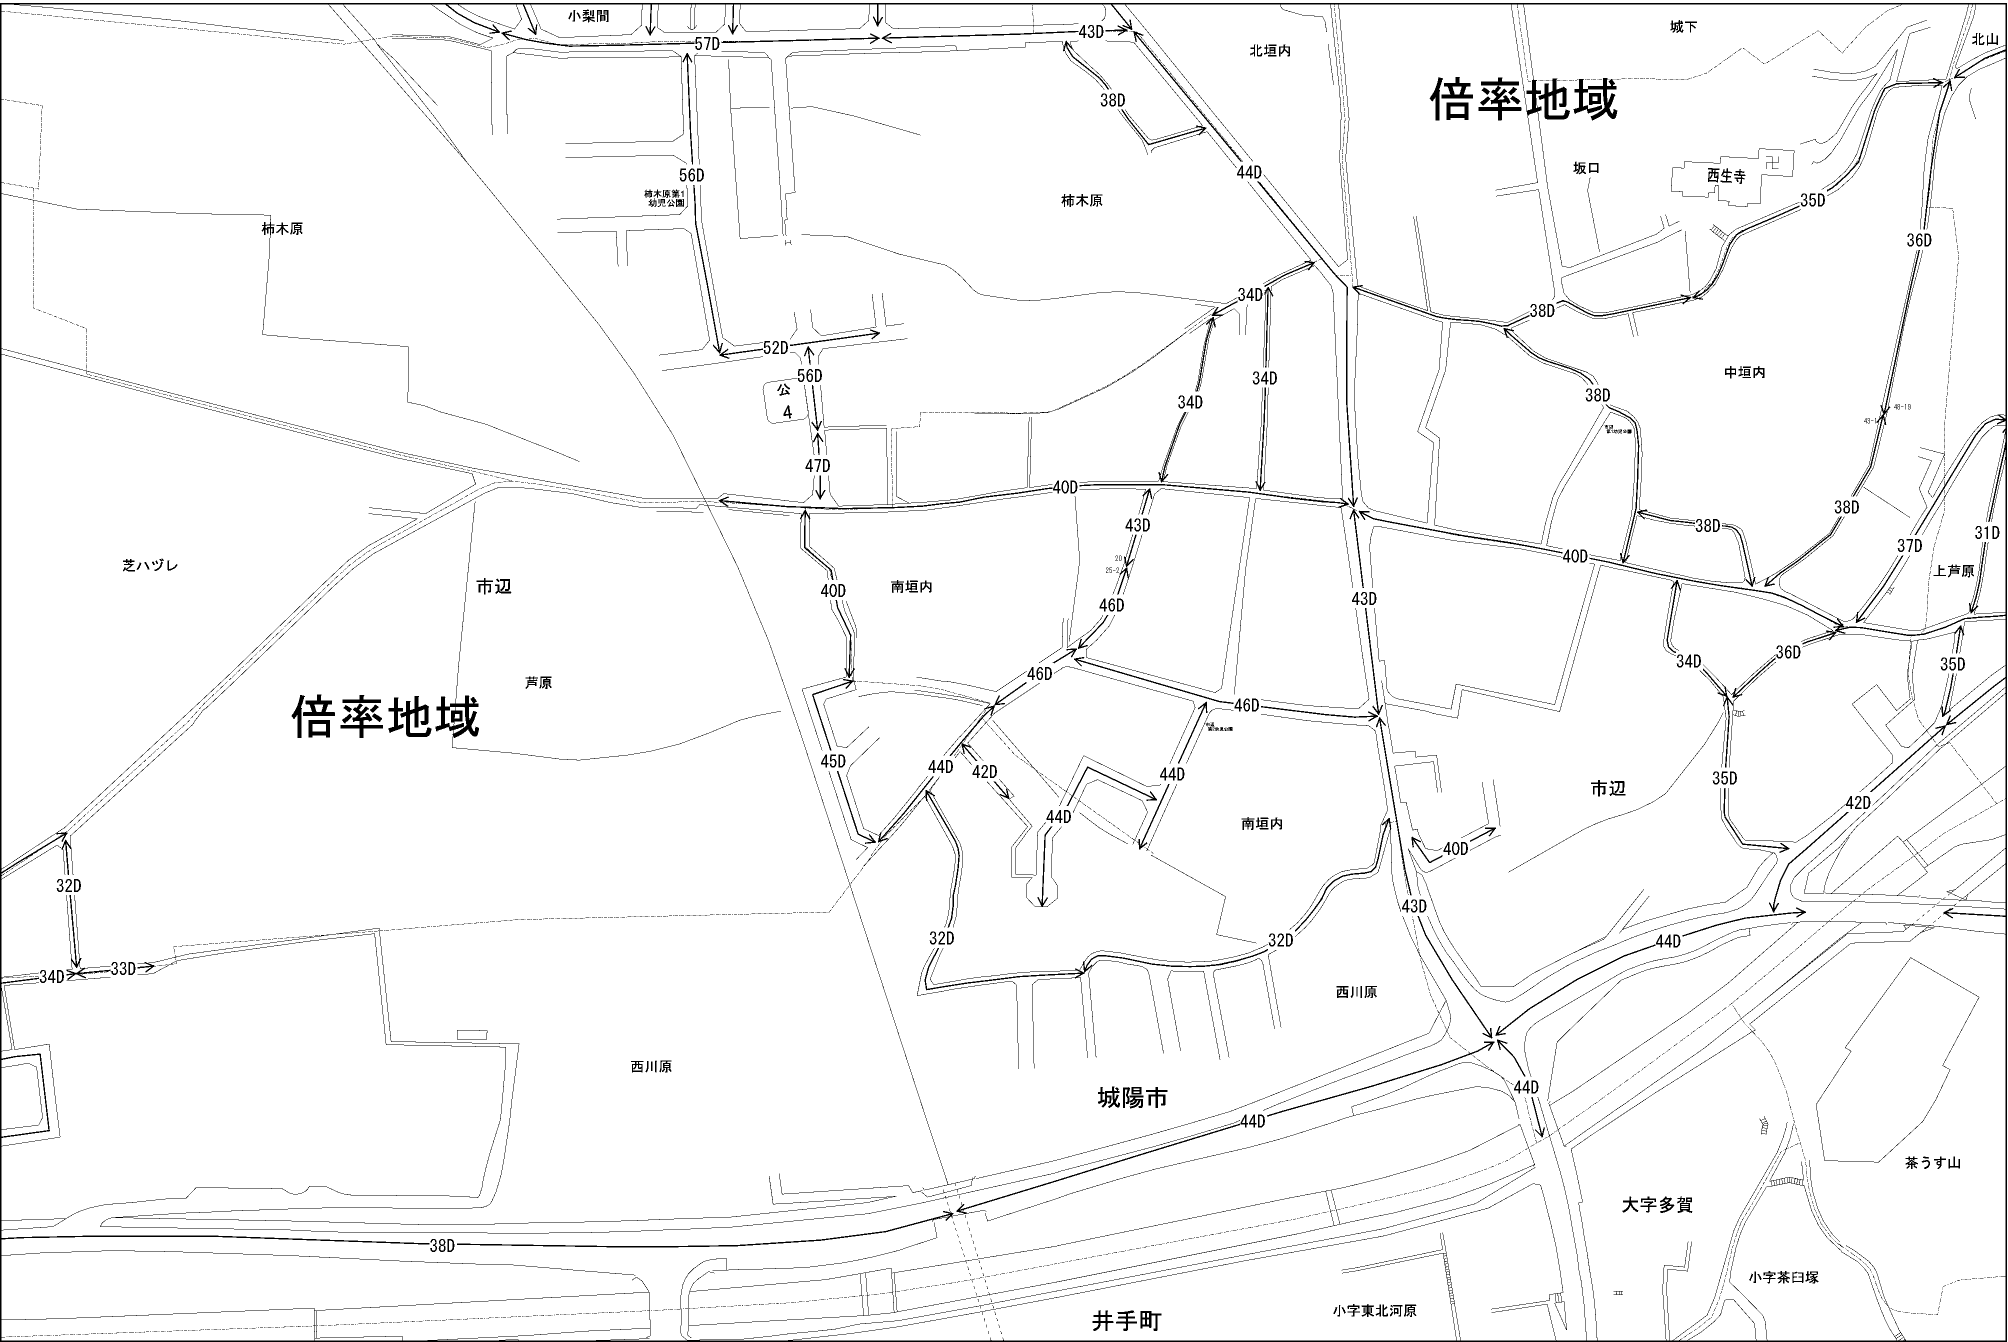 小梨間
城下
北山
57D
43D
北垣内
倍率地域
38D
坂口
44D
西生寺
56D
柿木原第1
幼児公園
柿木原
35D
柿木原
36D
34D
38D
52D
中垣内
56D
34D
公
4
34D
38D
48-18
47D
40D
38D
43D
38D
31D
37D
40D
芝ハヅレ
市辺
南垣内
25-2
上芦原
40D
43D
46D
34D
36D
35D
芦原
46D
46D
倍率地域
45D
44D
42D
44D
35D
市辺
42D
44D
南垣内
40D
32D
43D
32D
32D
44D
34D
33D
西川原
西川原
城陽市
44D
44D
茶うす山
大字多賀
38D
小字茶臼塚
井手町
小字東北河原